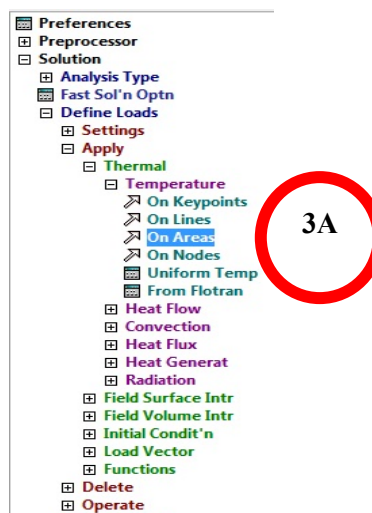 Preferences
Preprocessor
Solution
Analysis Type
Fast Sol'n Optn
Define Loads
Settings
Apply
Thermal
Temperature
On Keypoints
On Lines
On Areas
On Nodes
Uniform Temp
From Flotran
Heat Flow
Convection
Heat Flux
Heat Generat
Radiation
Field Surface Intr
Field Volume Intr
Initial Condit'n
Load Vector
Functions
Delete
Operate
3A